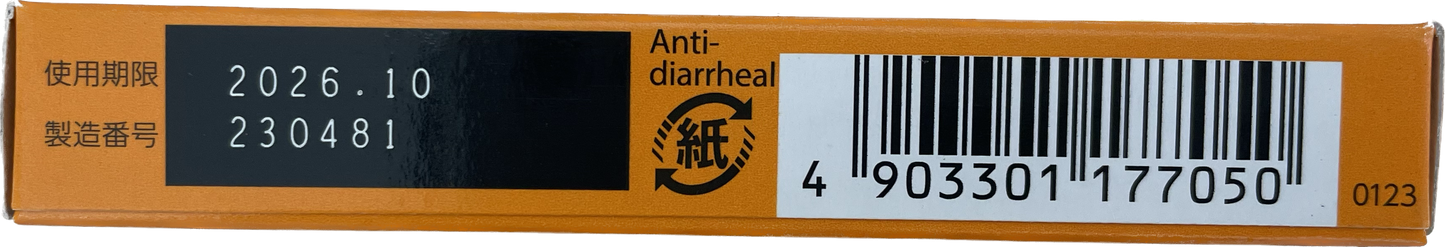 使用期限 2026.10
製造番号 230481
Anti-
diarrheal
紙
4 903301 177050
0123